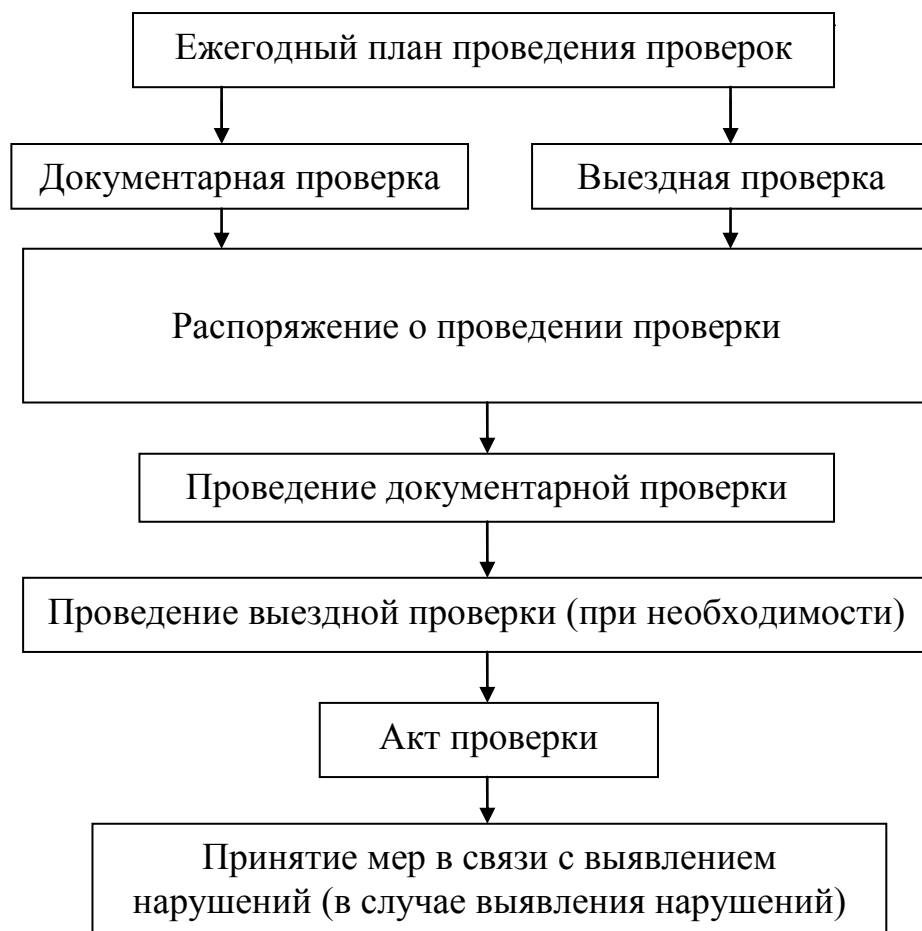 Ежегодный план проведения проверок
Документарная проверка
Выездная проверка
Распоряжение о проведении проверки
Проведение документарной проверки
Проведение выездной проверки (при необходимости)
Акт проверки
Принятие мер в связи с выявлением
нарушений (в случае выявления нарушений)